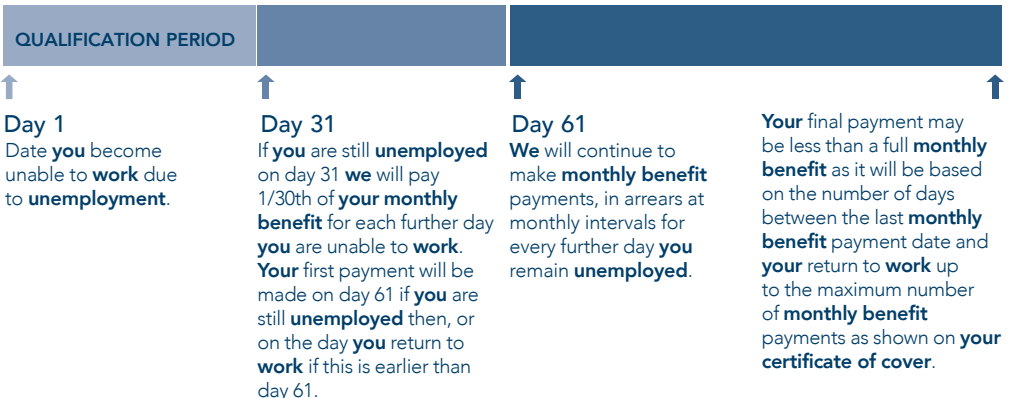 QUALIFICATION PERIOD
Day 1
Date you become
unable to work due
to unemployment.
Day 31
If you are still unemployed
on day 31 we will pay
1/30th of your monthly
benefit for each further day
you are unable to work.
Your first payment will be
made on day 61 if you are
still unemployed then, or
on the day you return to
work if this is earlier than
day 61.
Day 61
We will continue to
make monthly benefit
payments, in arrears at
monthly intervals for
every further day you
remain unemployed.
Your final payment may
be less than a full monthly
benefit as it will be based
on the number of days
between the last monthly
benefit payment date and
your return to work up
to the maximum number
of monthly benefit
payments as shown on your
certificate of cover.